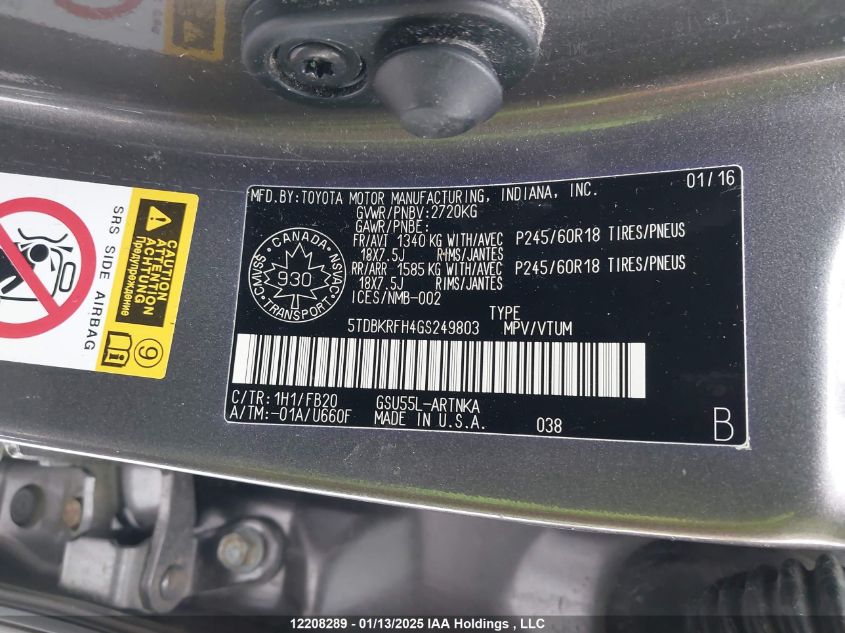 MFD.BY:TOYOTA MOTOR MANUFACTURING, INDIANA, INC. 01/16
GVWR/PNBV:2720KG
GAWR/PNBE:
FR/AVT 1340 KG WITH/AVEC P245/60R18 TIRES/PNEUS
18X7.5J RIMS/JANTES
RR/ARR 1585 KG WITH/AVEC P245/60R18 TIRES/PNEUS
18X7.5J RIMS/JANTES
ICES/NMB-002
CANADA
CMVSS NSVAC
930
TRANSPORT
TYPE
5TDBKRFH4GS249803 MPV/VTUM
C/TR: 1H1/FB20 GSU55L-ARTNKA
A/TM:-01A/U660F MADE IN U.S.A. 038 B
SRS SIDE AIRBAG
CAUTION
ATTENTION
ACHTUNG
Предупреждение
9
12208289 - 01/13/2025 IAA Holdings , LLC